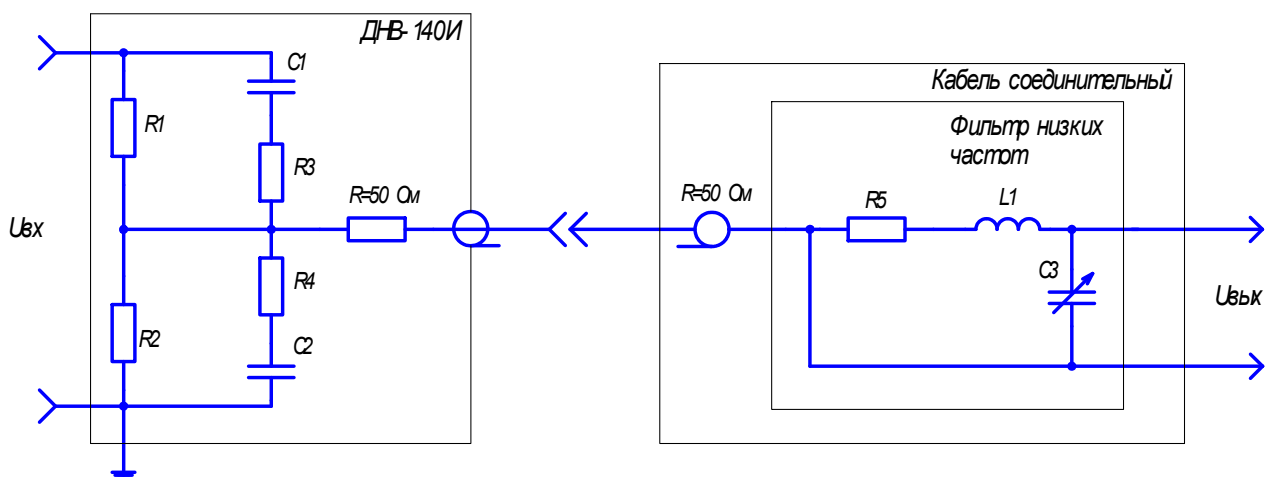 ДНВ-140И
Кабель соединительный
C1
Фильтр низких
частот
R1
R3
R=50 Ом
R=50 Ом
R5
L1
Uвх
R4
C3
Uвых
R2
C2